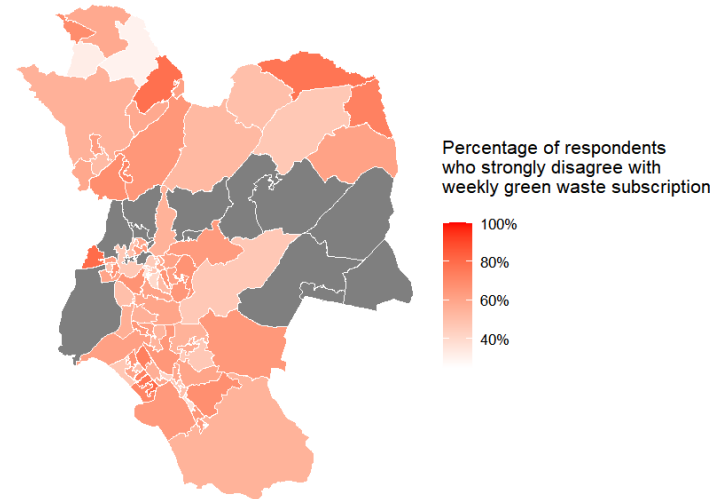 Percentage of respondents
who strongly disagree with
weekly green waste subscription
100%
80%
60%
40%